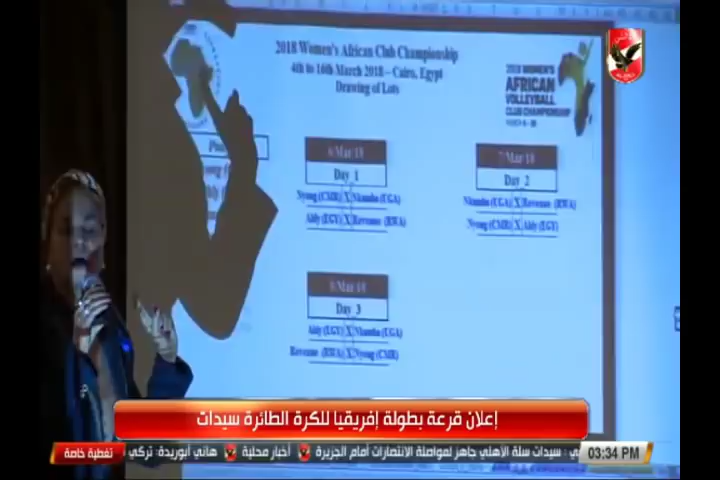 2018 Women's African Club Championship
4th to 16th March 2018 – Cairo, Egypt
Drawing of Lots
2018 WOMEN'S
AFRICAN
VOLLEYBALL
CLUB CHAMPIONSHIP
6 Mar 18
Day 1
Nyong (CMR) X Nkumba (UGA)
Ahly (EGY) X Revenue (RWA)
7 Mar 18
Day 2
Nkumba (UGA) X Revenue (RWA)
Nyong (CMR) X Ahly (EGY)
8 Mar 18
Day 3
Ahly (EGY) X Nkumba (UGA)
Revenue (RWA) X Nyong (CMR)
إعلان قرعة بطولة إفريقيا للكرة الطائرة سيدات
03:34 PM
سيدات سلة الأهلي جاهز لمواصلة الانتصارات أمام الجزيرة
أخبار محلية
هاني أبوريدة: تركي
تغطية خاصة